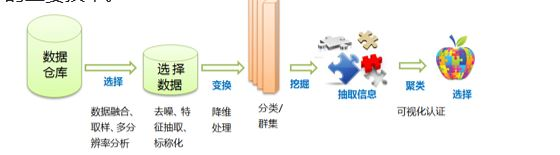 数据
仓库
选择
数据融合、
取样、多分
辨率分析
选择
数据
去噪、特
征抽取、
标称化
变换
降维
处理
分类/
群集
挖掘
抽取信息
聚类
可视化认证
选择